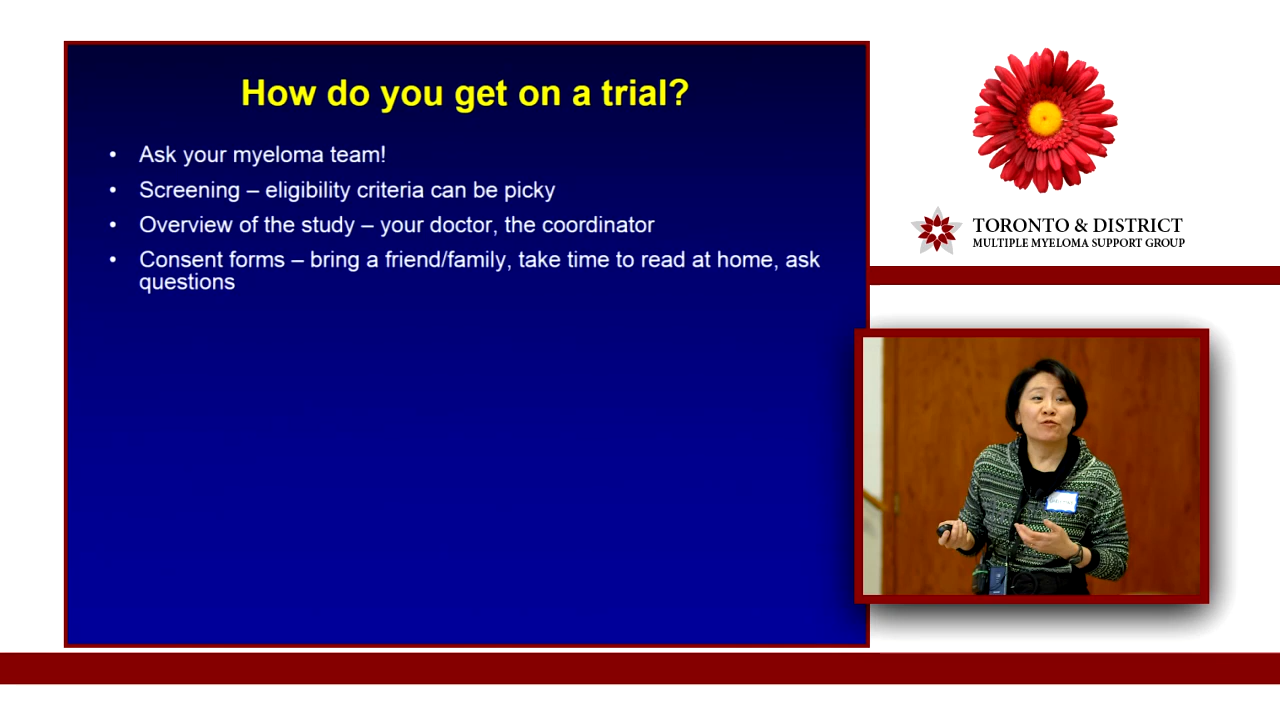 How do you get on a trial?
• Ask your myeloma team!
• Screening – eligibility criteria can be picky
• Overview of the study – your doctor, the coordinator
• Consent forms – bring a friend/family, take time to read at home, ask
questions
TORONTO & DISTRICT
MULTIPLE MYELOMA SUPPORT GROUP